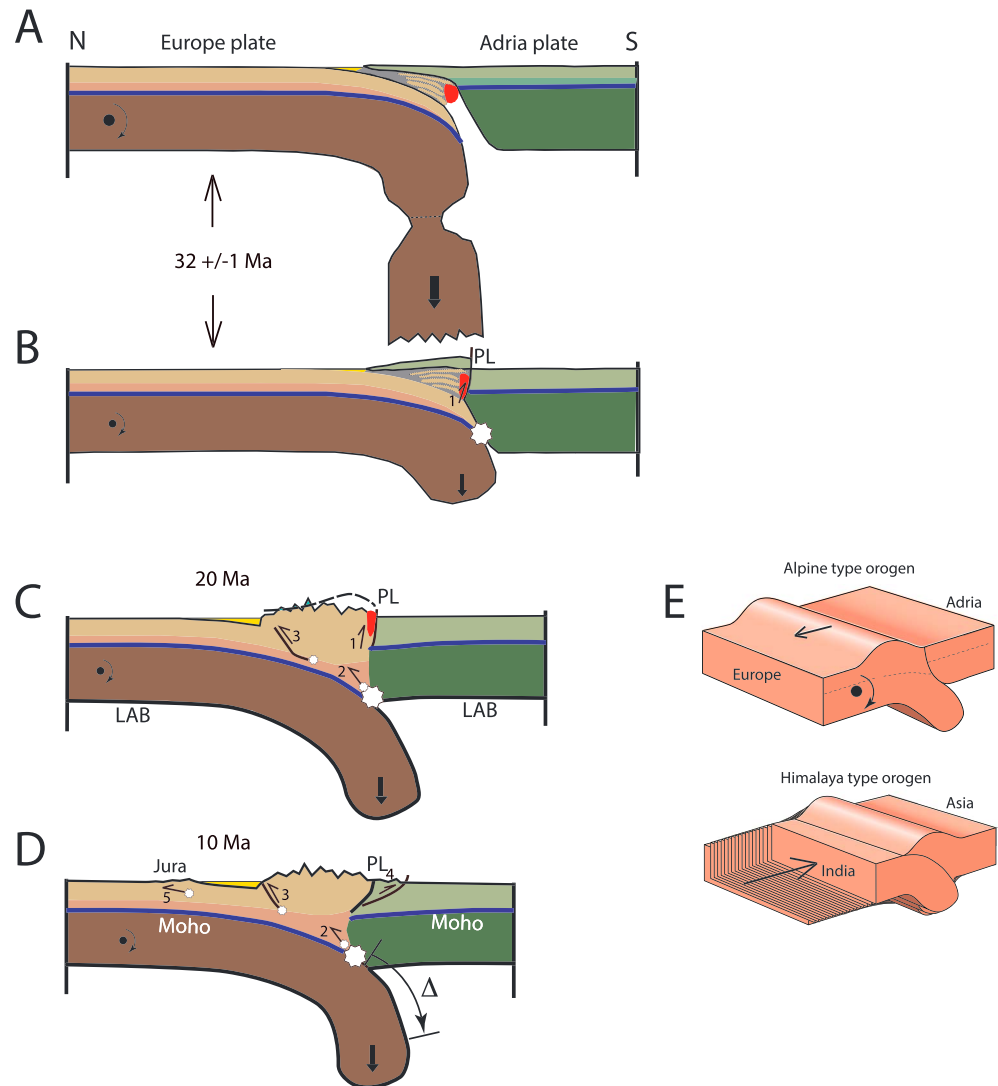 A
N
Europe plate
Adria plate
S
32 +/-1 Ma
B
PL
1
C
20 Ma
PL
3
1
2
LAB
LAB
D
10 Ma
Jura
PL
4
5
3
2
Moho
Moho
Δ
E
Alpine type orogen
Adria
Europe
Himalaya type orogen
Asia
India